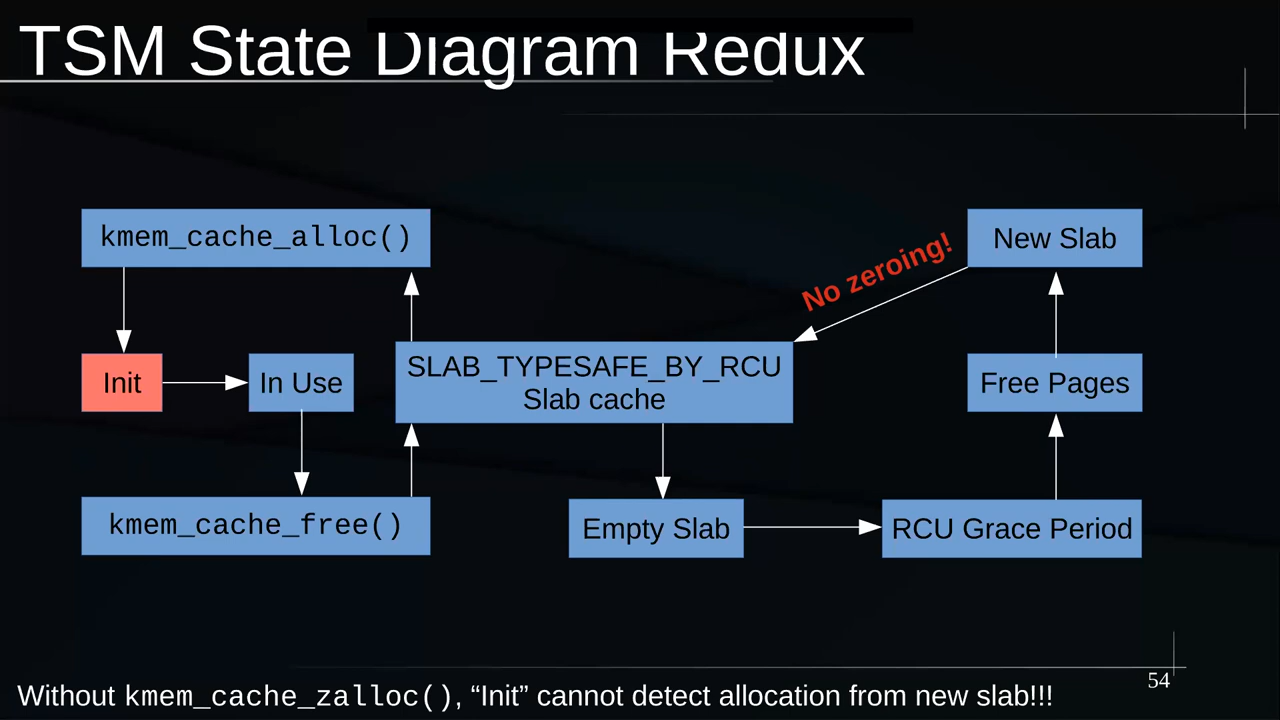 TSM State Diagram Redux
kmem_cache_alloc()
New Slab
No zeroing!
Init
In Use
SLAB_TYPESAFE_BY_RCU
Slab cache
Free Pages
kmem_cache_free()
Empty Slab
RCU Grace Period
Without kmem_cache_zalloc(), “Init” cannot detect allocation from new slab!!!
54